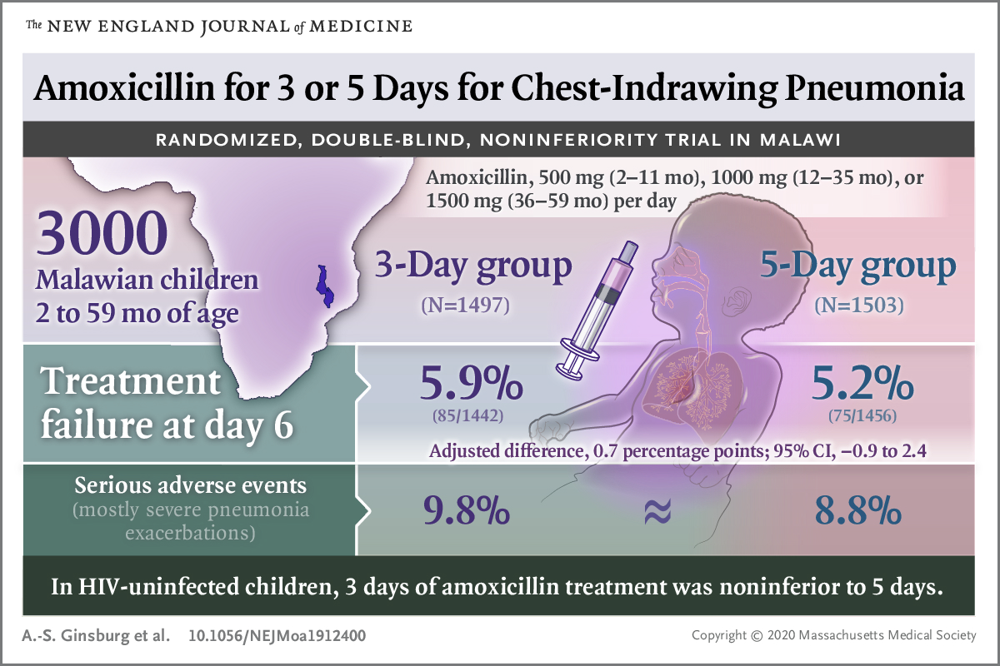 The NEW ENGLAND JOURNAL of MEDICINE
Amoxicillin for 3 or 5 Days for Chest-Indrawing Pneumonia
RANDOMIZED, DOUBLE-BLIND, NONINFERIORITY TRIAL IN MALAWI
Amoxicillin, 500 mg (2–11 mo), 1000 mg (12–35 mo), or
1500 mg (36–59 mo) per day
3000
Malawian children
2 to 59 mo of age
3-Day group
(N=1497)
5-Day group
(N=1503)
Treatment
failure at day 6
5.9%
(85/1442)
5.2%
(75/1456)
Adjusted difference, 0.7 percentage points; 95% CI, −0.9 to 2.4
Serious adverse events
(mostly severe pneumonia
exacerbations)
9.8% ≈ 8.8%
In HIV-uninfected children, 3 days of amoxicillin treatment was noninferior to 5 days.
A.-S. Ginsburg et al. 10.1056/NEJMoa1912400
Copyright © 2020 Massachusetts Medical Society